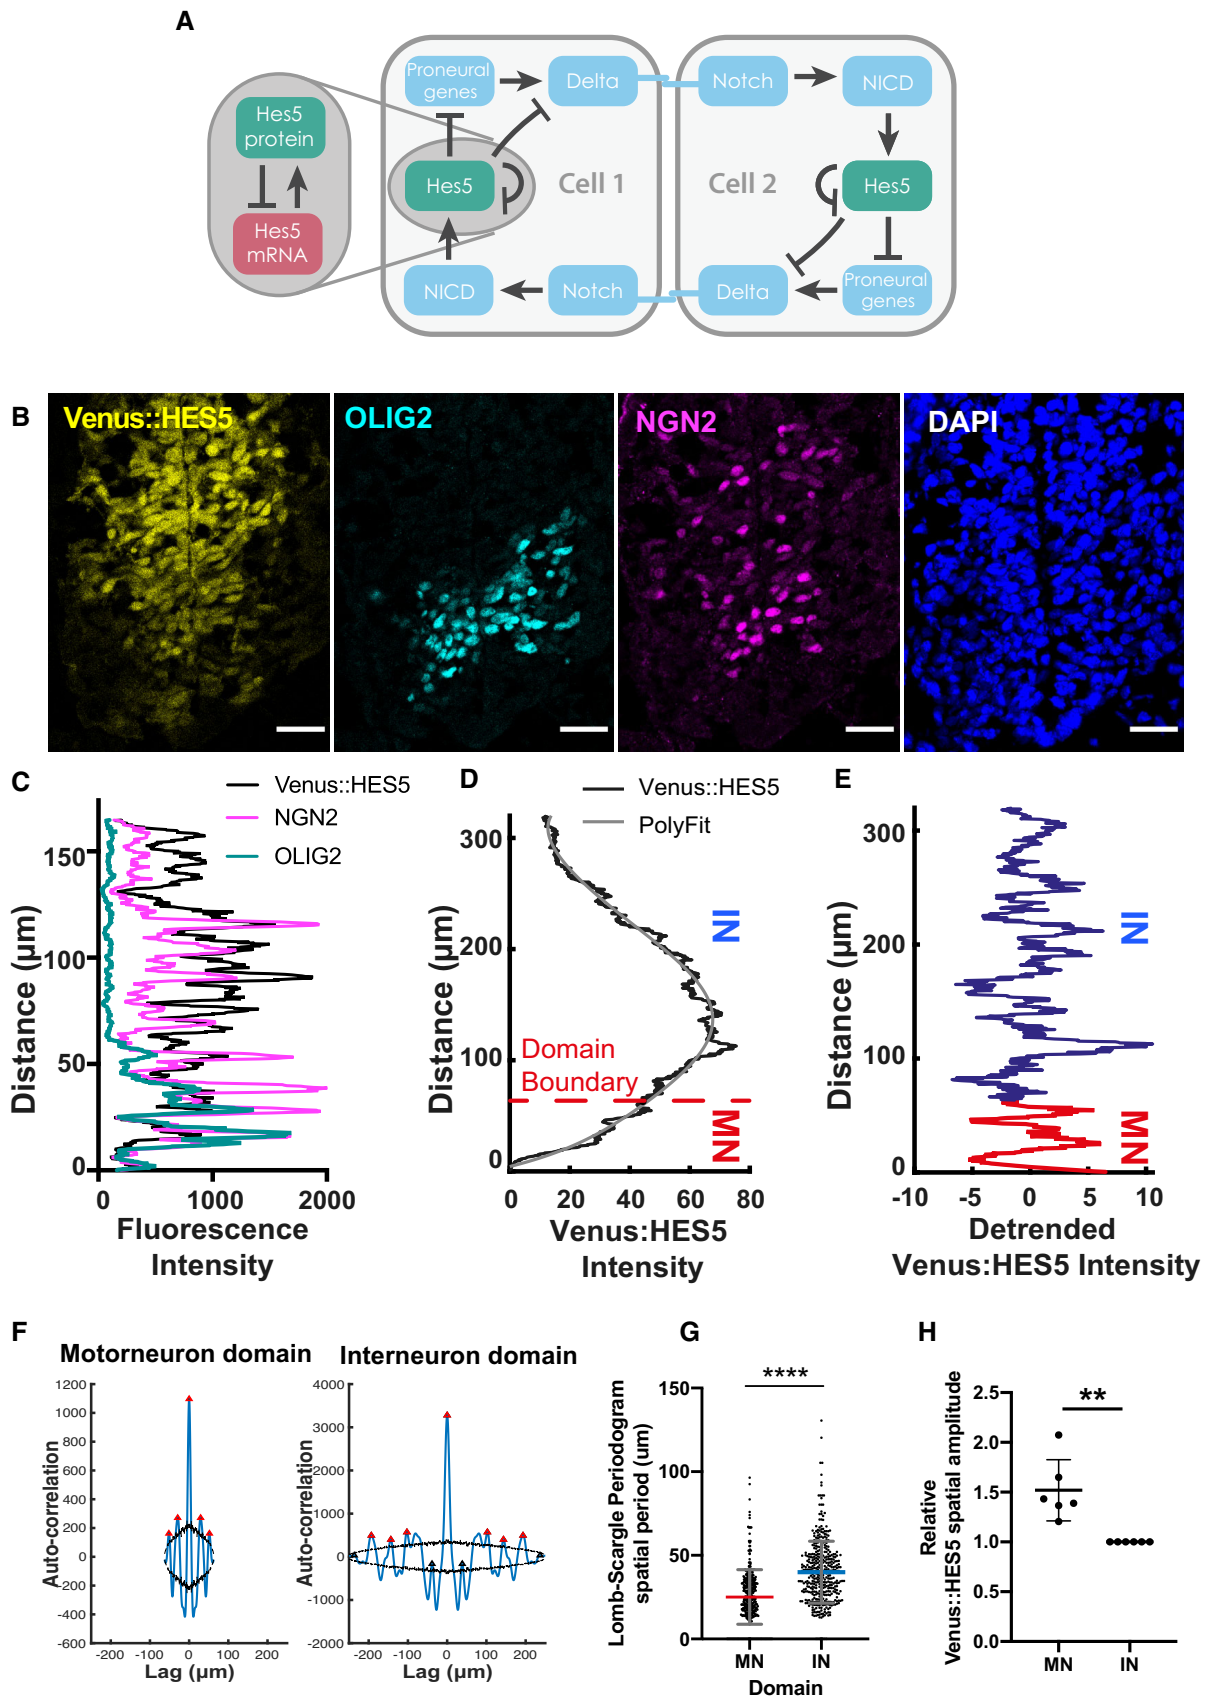 A
Hes5
protein
Hes5
mRNA
Proneural
genes
Delta
Hes5
Cell 1
NICD
Notch
Notch
NICD
Cell 2
Hes5
Delta
Proneural
genes
B
Venus::HES5
OLIG2
NGN2
DAPI
C
Venus::HES5
NGN2
OLIG2
Distance (µm)
150
100
50
0
0
1000
2000
Fluorescence
Intensity
D
Venus::HES5
PolyFit
Distance (µm)
300
200
100
0
IN
Domain
Boundary
MN
0
20
40
60
80
Venus:HES5
Intensity
E
Distance (µm)
300
200
100
0
IN
MN
-10
-5
0
5
10
Detrended
Venus:HES5 Intensity
F
Motorneuron domain
Auto-correlation
1200
1000
800
600
400
200
0
-200
-400
-600
-200
-100
0
100
200
Lag (µm)
Interneuron domain
Auto-correlation
4000
3000
2000
1000
0
-1000
-2000
-200
-100
0
100
200
Lag (µm)
G
Lomb-Scargle Periodogram
spatial period (um)
150
100
50
0
****
MN
IN
Domain
H
Relative
Venus::HES5 spatial amplitude
2.5
2.0
1.5
1.0
0.5
0.0
**
MN
IN